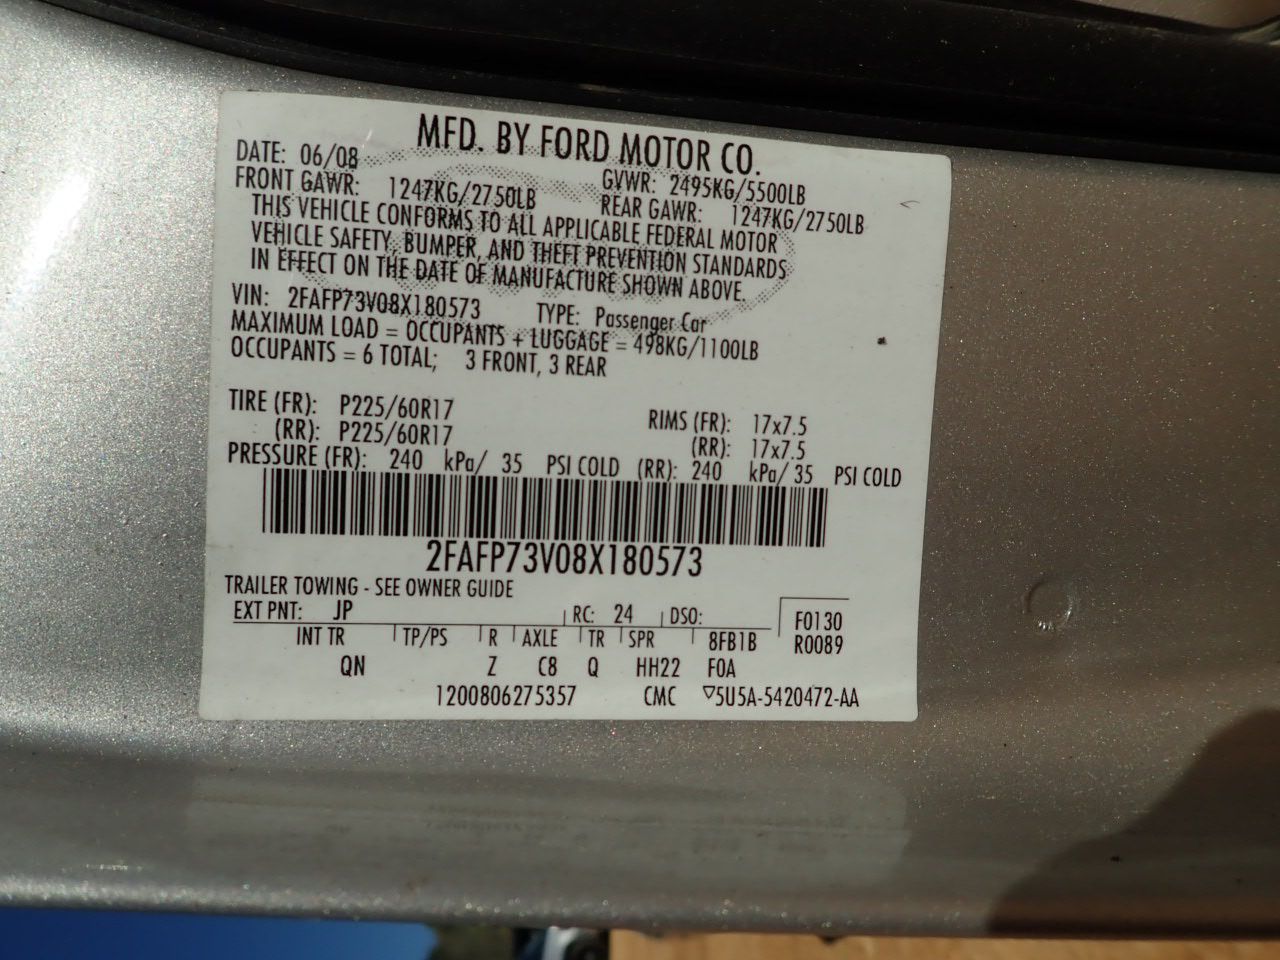 MFD. BY FORD MOTOR CO.
DATE: 06/08 GVWR: 2495KG/5500LB
FRONT GAWR: 1247KG/2750LB REAR GAWR: 1247KG/2750LB
THIS VEHICLE CONFORMS TO ALL APPLICABLE FEDERAL MOTOR
VEHICLE SAFETY, BUMPER, AND THEFT PREVENTION STANDARDS
IN EFFECT ON THE DATE OF MANUFACTURE SHOWN ABOVE.
VIN: 2FAFP73V08X180573 TYPE: Passenger Car
MAXIMUM LOAD = OCCUPANTS + LUGGAGE = 498KG/1100LB
OCCUPANTS = 6 TOTAL; 3 FRONT, 3 REAR
TIRE (FR): P225/60R17 RIMS (FR): 17x7.5
(RR): P225/60R17 (RR): 17x7.5
PRESSURE (FR): 240 kPa/ 35 PSI COLD (RR): 240 kPa/ 35 PSI COLD
2FAFP73V08X180573
TRAILER TOWING - SEE OWNER GUIDE
EXT PNT: JP RC: 24 DSO: F0130
INT TR TP/PS R AXLE TR SPR 8FB1B R0089
QN Z C8 Q HH22 F0A
1200806275357 CMC ▽5U5A-5420472-AA